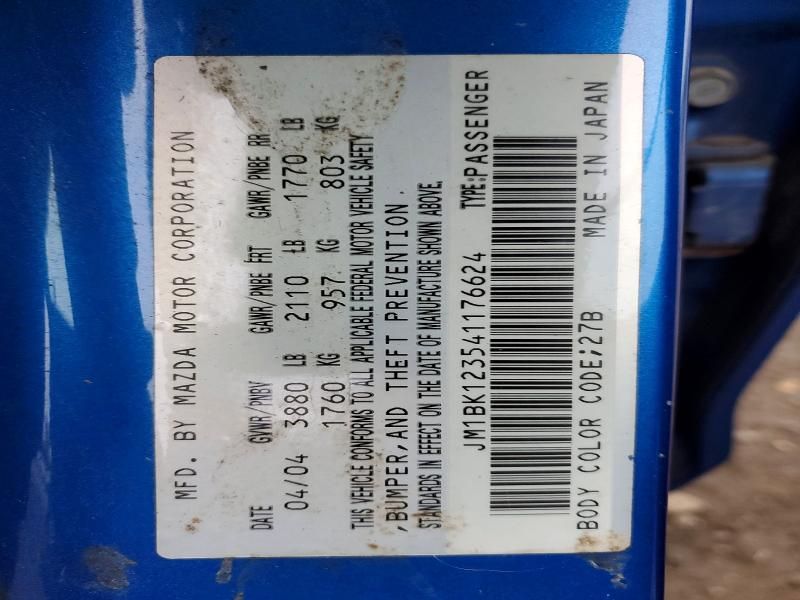 MFD. BY MAZDA MOTOR CORPORATION
DATE GVWR/PNBV GAWR/PNBE FRT GAWR/PNBE RR
04/04 3880 LB 2110 LB 1770 LB
1760 KG 957 KG 803 KG
THIS VEHICLE CONFORMS TO ALL APPLICABLE FEDERAL MOTOR VEHICLE SAFETY
,BUMPER,AND THEFT PREVENTION.
STANDARDS IN EFFECT ON THE DATE OF MANUFACTURE SHOWN ABOVE.
JM1BK123541176624 TYPE:PASSENGER
BODY COLOR CODE;27B MADE IN JAPAN